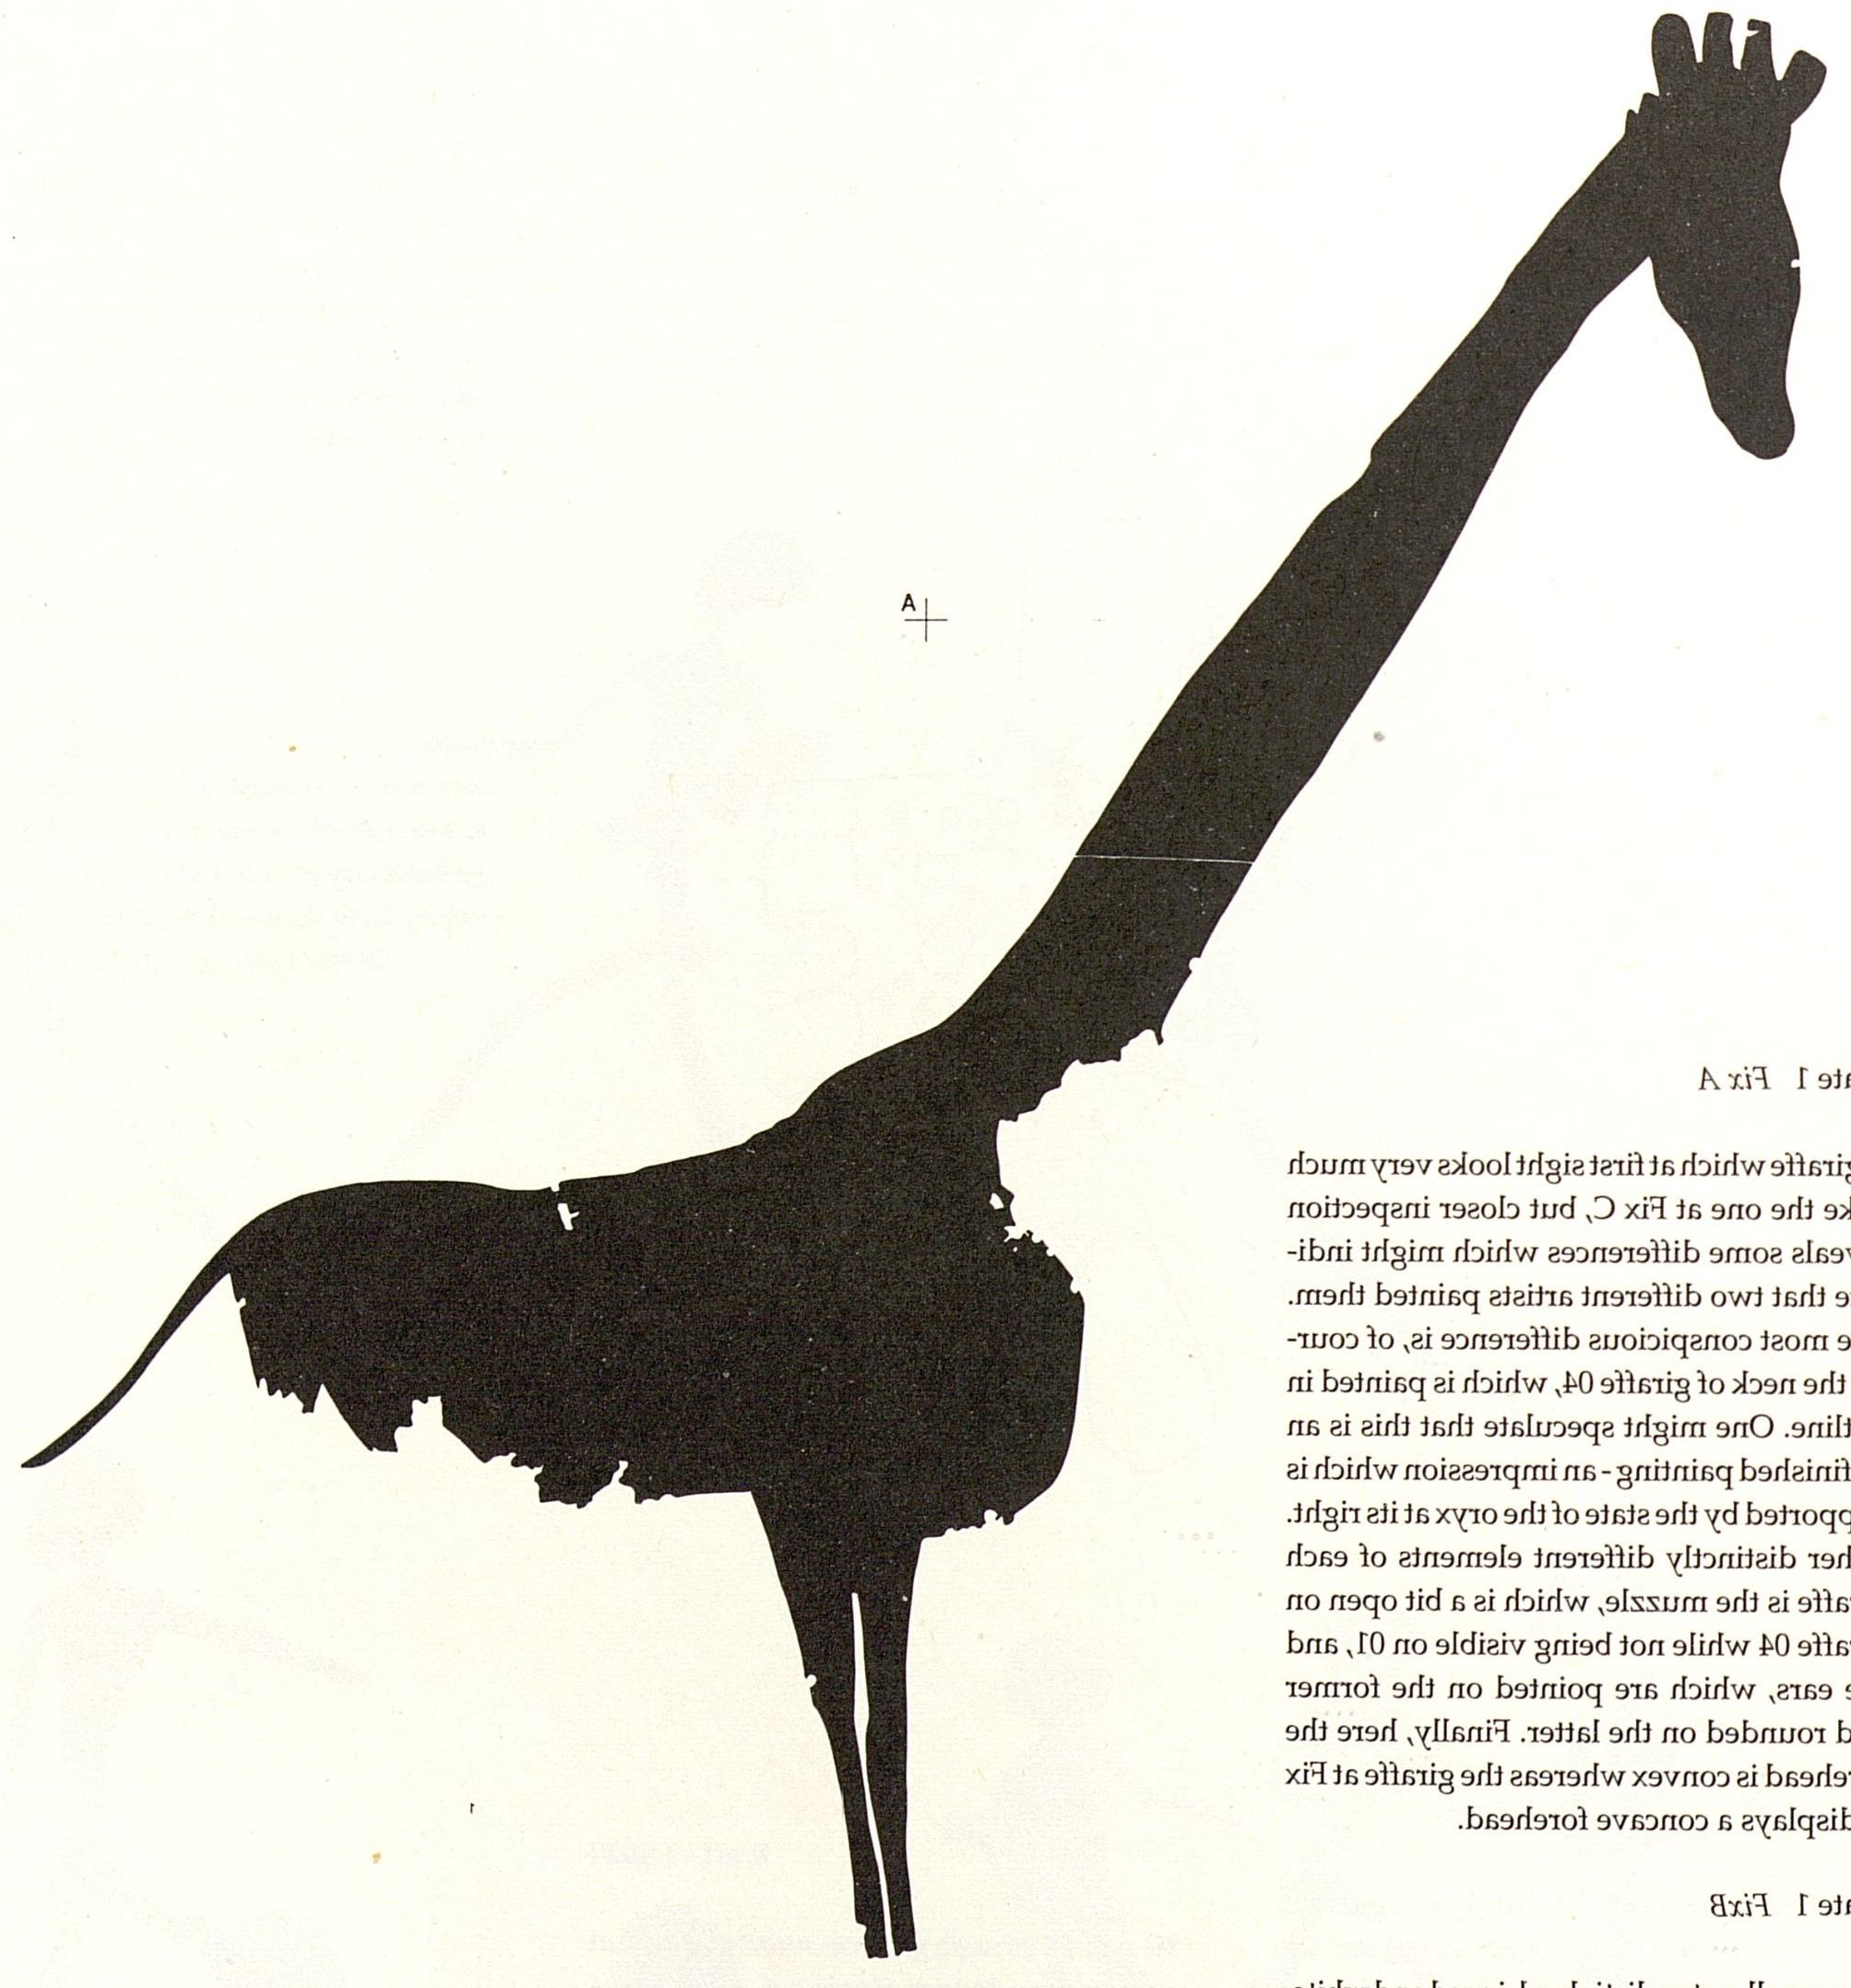 A
1
ate 1 Fix A
giraffe which at first sight looks very much
ke the one at Fix C, but closer inspection
veals some differences which might indi-
e that two different artists painted them.
e most conspicious difference is, of cour-
the neck of giraffe 04, which is painted in
tline. One might speculate that this is an
finished painting - an impression which is
pported by the state of the oryx at its right.
her distinctly different elements of each
affe is the muzzle, which is a bit open on
affe 04 while not being visible on 01, and
e ears, which are pointed on the former
d rounded on the latter. Finally, here the
rehead is convex whereas the giraffe at Fix
displays a concave forehead.
ate 1 FixB